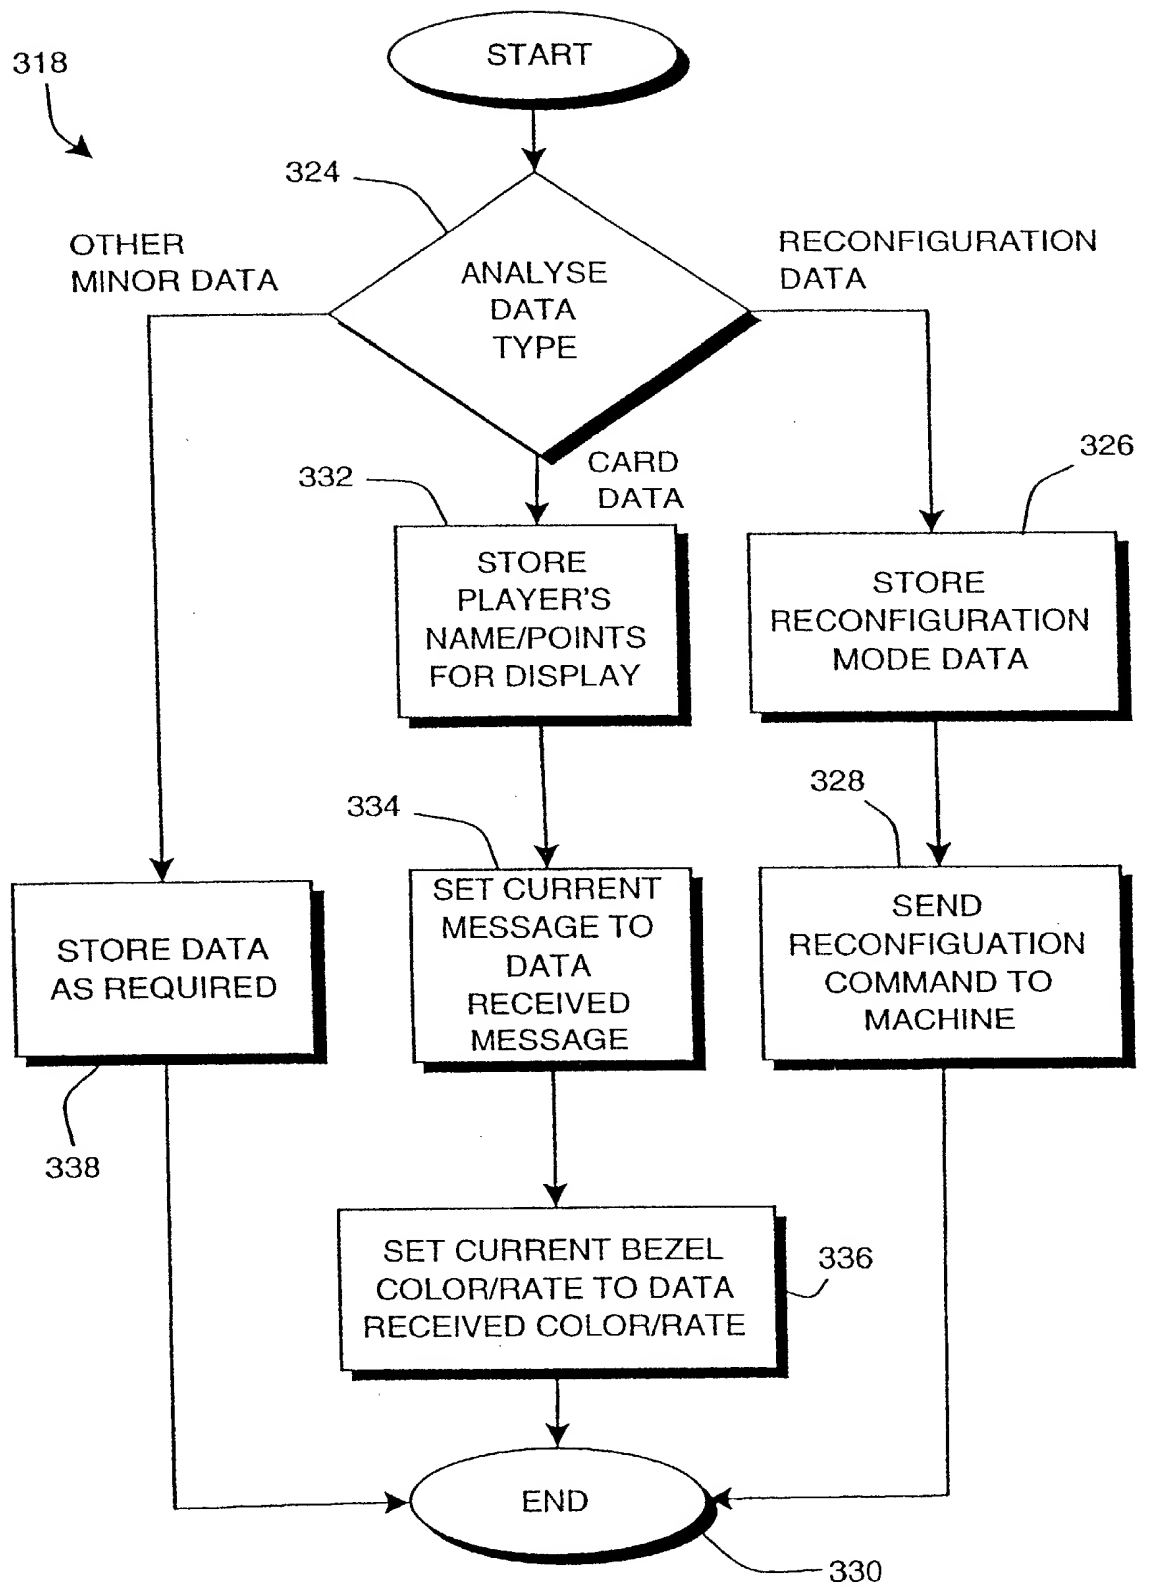 318
START
324
OTHER
MINOR DATA
ANALYSE
DATA
TYPE
RECONFIGURATION
DATA
CARD
DATA
332
326
STORE
PLAYER'S
NAME/POINTS
FOR DISPLAY
STORE
RECONFIGURATION
MODE DATA
334
328
STORE DATA
AS REQUIRED
SET CURRENT
MESSAGE TO
DATA
RECEIVED
MESSAGE
SEND
RECONFIGUATION
COMMAND TO
MACHINE
338
SET CURRENT BEZEL
COLOR/RATE TO DATA
RECEIVED COLOR/RATE
336
END
330